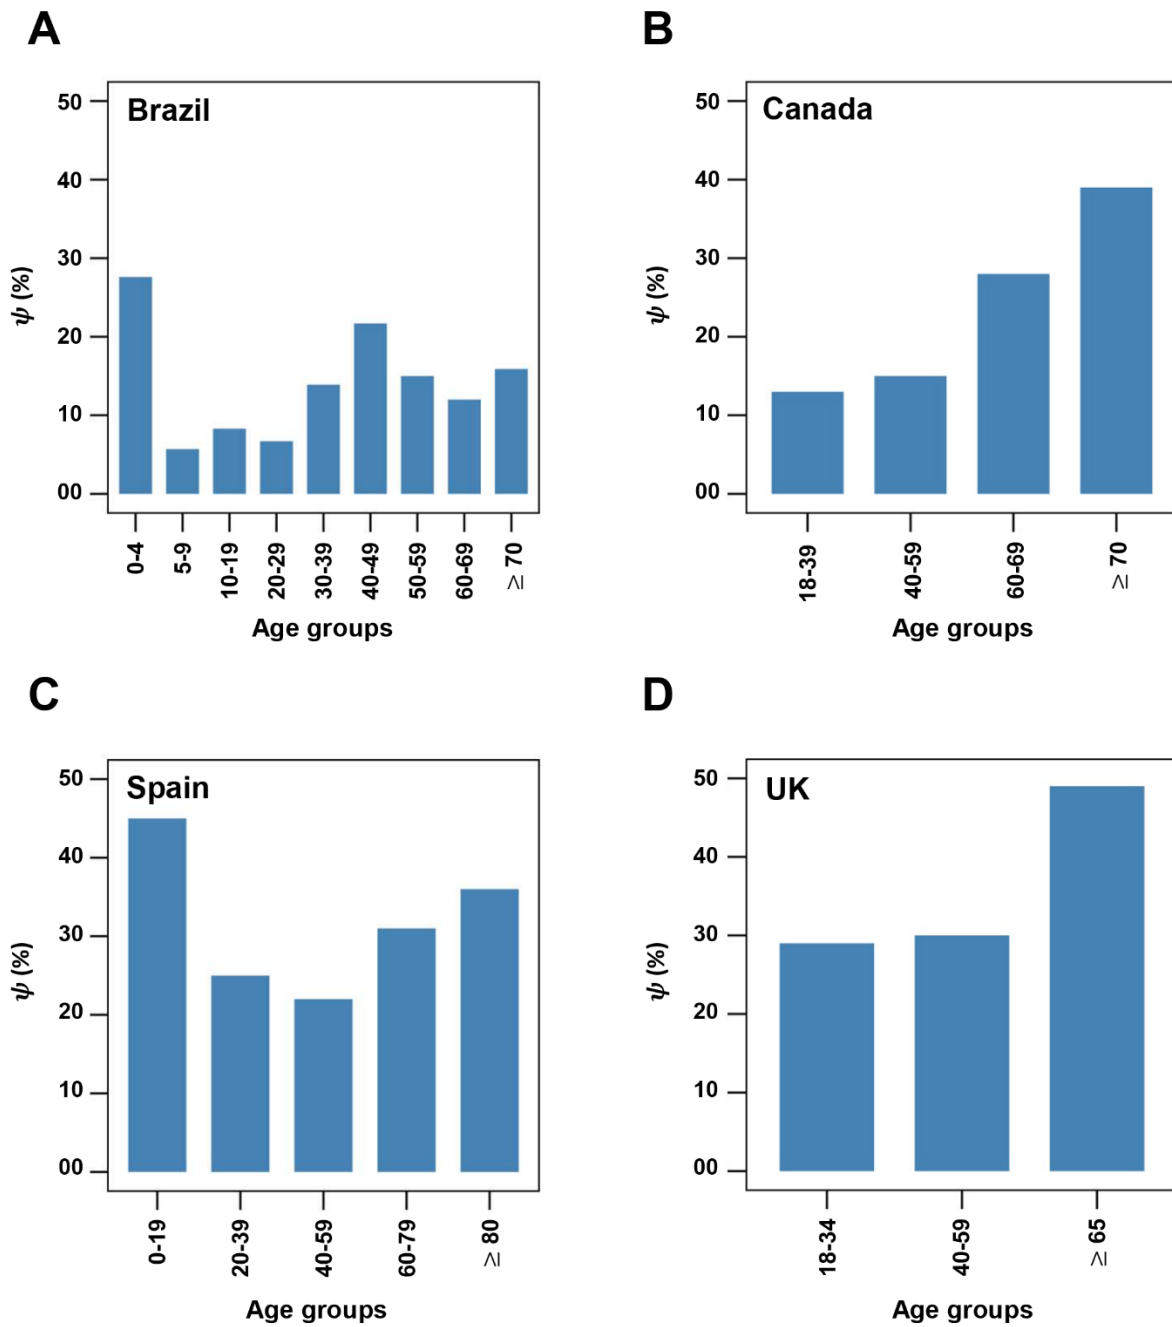 A
Brazil
50
40
30
20
10
00
ψ (%)
0-4
5-9
10-19
20-29
30-39
40-49
50-59
60-69
≥ 70
Age groups
B
Canada
50
40
30
20
10
00
ψ (%)
18-39
40-59
60-69
≥ 70
Age groups
C
Spain
50
40
30
20
10
00
ψ (%)
0-19
20-39
40-59
60-79
≥ 80
Age groups
D
UK
50
40
30
20
10
00
ψ (%)
18-34
40-59
≥ 65
Age groups